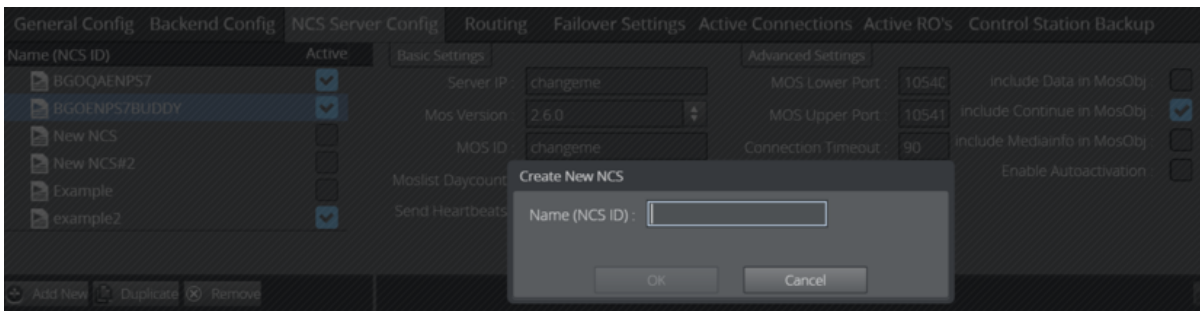 General Config Backend Config NCS Server Config Routing Failover Settings Active Connections Active RO's Control Station Backup
Name (NCS ID) Active
BGOQAENPS7
BGOENPS7BUDDY
New NCS
New NCS#2
Example
example2
Add New Duplicate Remove
Basic Settings
Server IP : changeme
Mos Version 2.6.0
MOS ID : changeme
Moslist Daycount
Send Heartbeats
Advanced Settings
MOS Lower Port : 10540
MOS Upper Port : 10541
Connection Timeout : 90
include Data in MosObj :
include Continue in MosObj :
include Mediainfo in MosObj
Enable Autoactivation :
Create New NCS
Name (NCS ID) :
OK Cancel